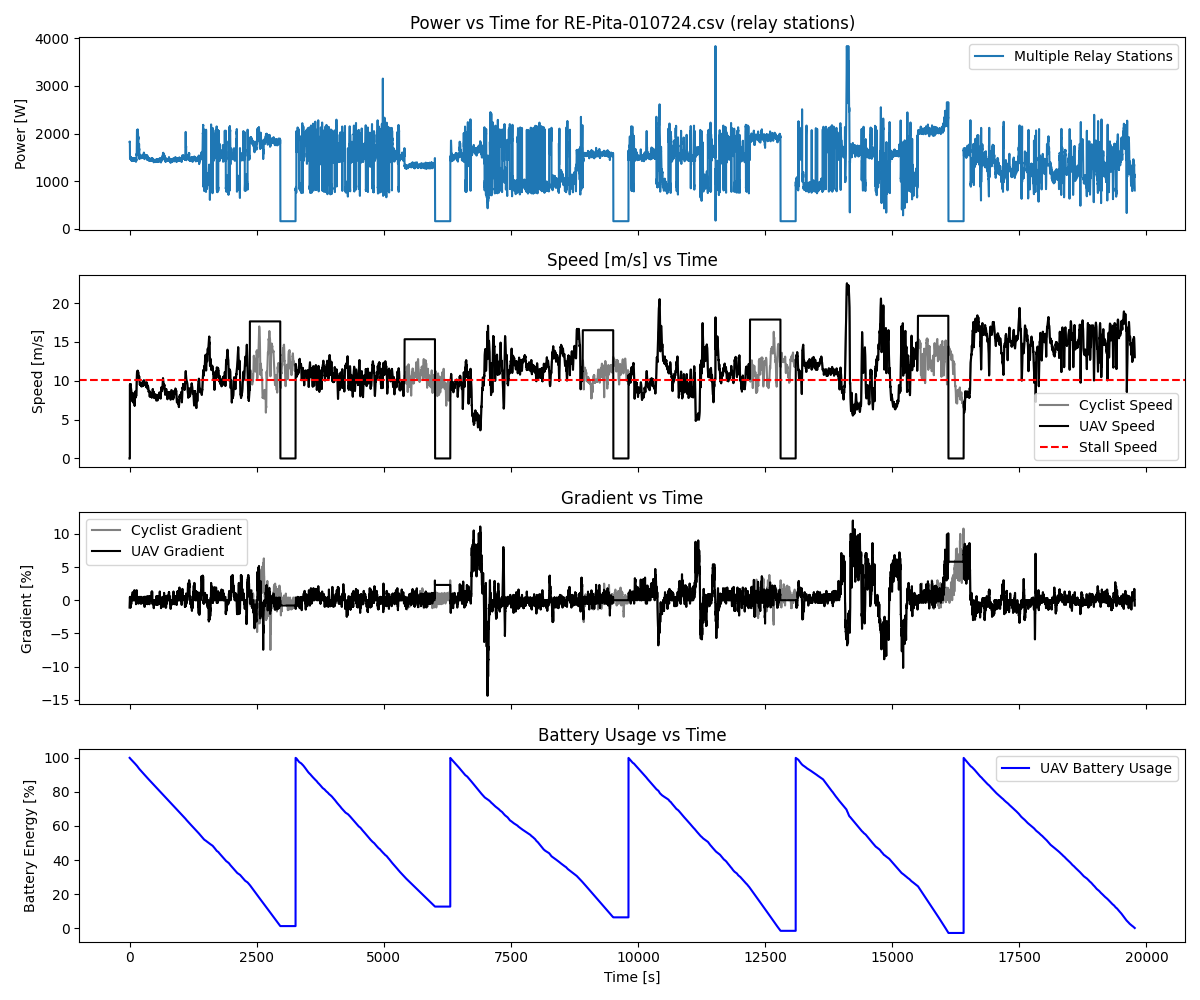 Power vs Time for RE-Pita-010724.csv (relay stations)
4000
3000
2000
1000
0
Power [W]
Multiple Relay Stations
Speed [m/s] vs Time
20
15
10
5
0
Speed [m/s]
Cyclist Speed
UAV Speed
Stall Speed
Gradient vs Time
10
5
0
−5
−10
−15
Gradient [%]
Cyclist Gradient
UAV Gradient
Battery Usage vs Time
100
80
60
40
20
0
Battery Energy [%]
UAV Battery Usage
0 2500 5000 7500 10000 12500 15000 17500 20000
Time [s]